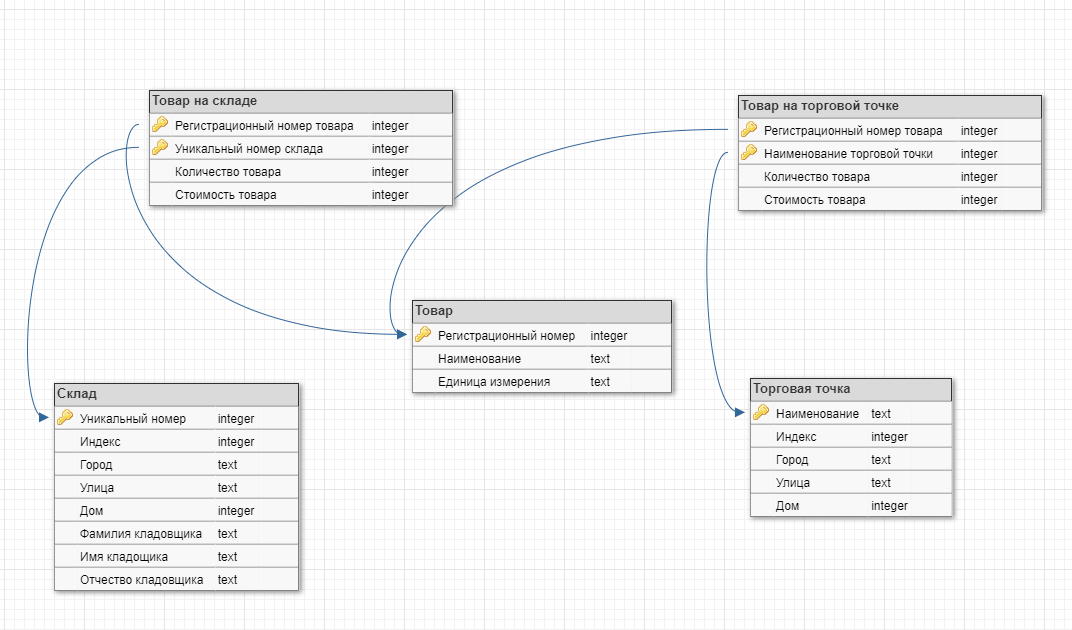 Товар на складе
Регистрационный номер товара integer
Уникальный номер склада integer
Количество товара integer
Стоимость товара integer
Товар на торговой точке
Регистрационный номер товара integer
Наименование торговой точки integer
Количество товара integer
Стоимость товара integer
Товар
Регистрационный номер integer
Наименование text
Единица измерения text
Склад
Уникальный номер integer
Индекс integer
Город text
Улица text
Дом integer
Фамилия кладовщика text
Имя кладощика text
Отчество кладовщика text
Торговая точка
Наименование text
Индекс integer
Город text
Улица text
Дом integer